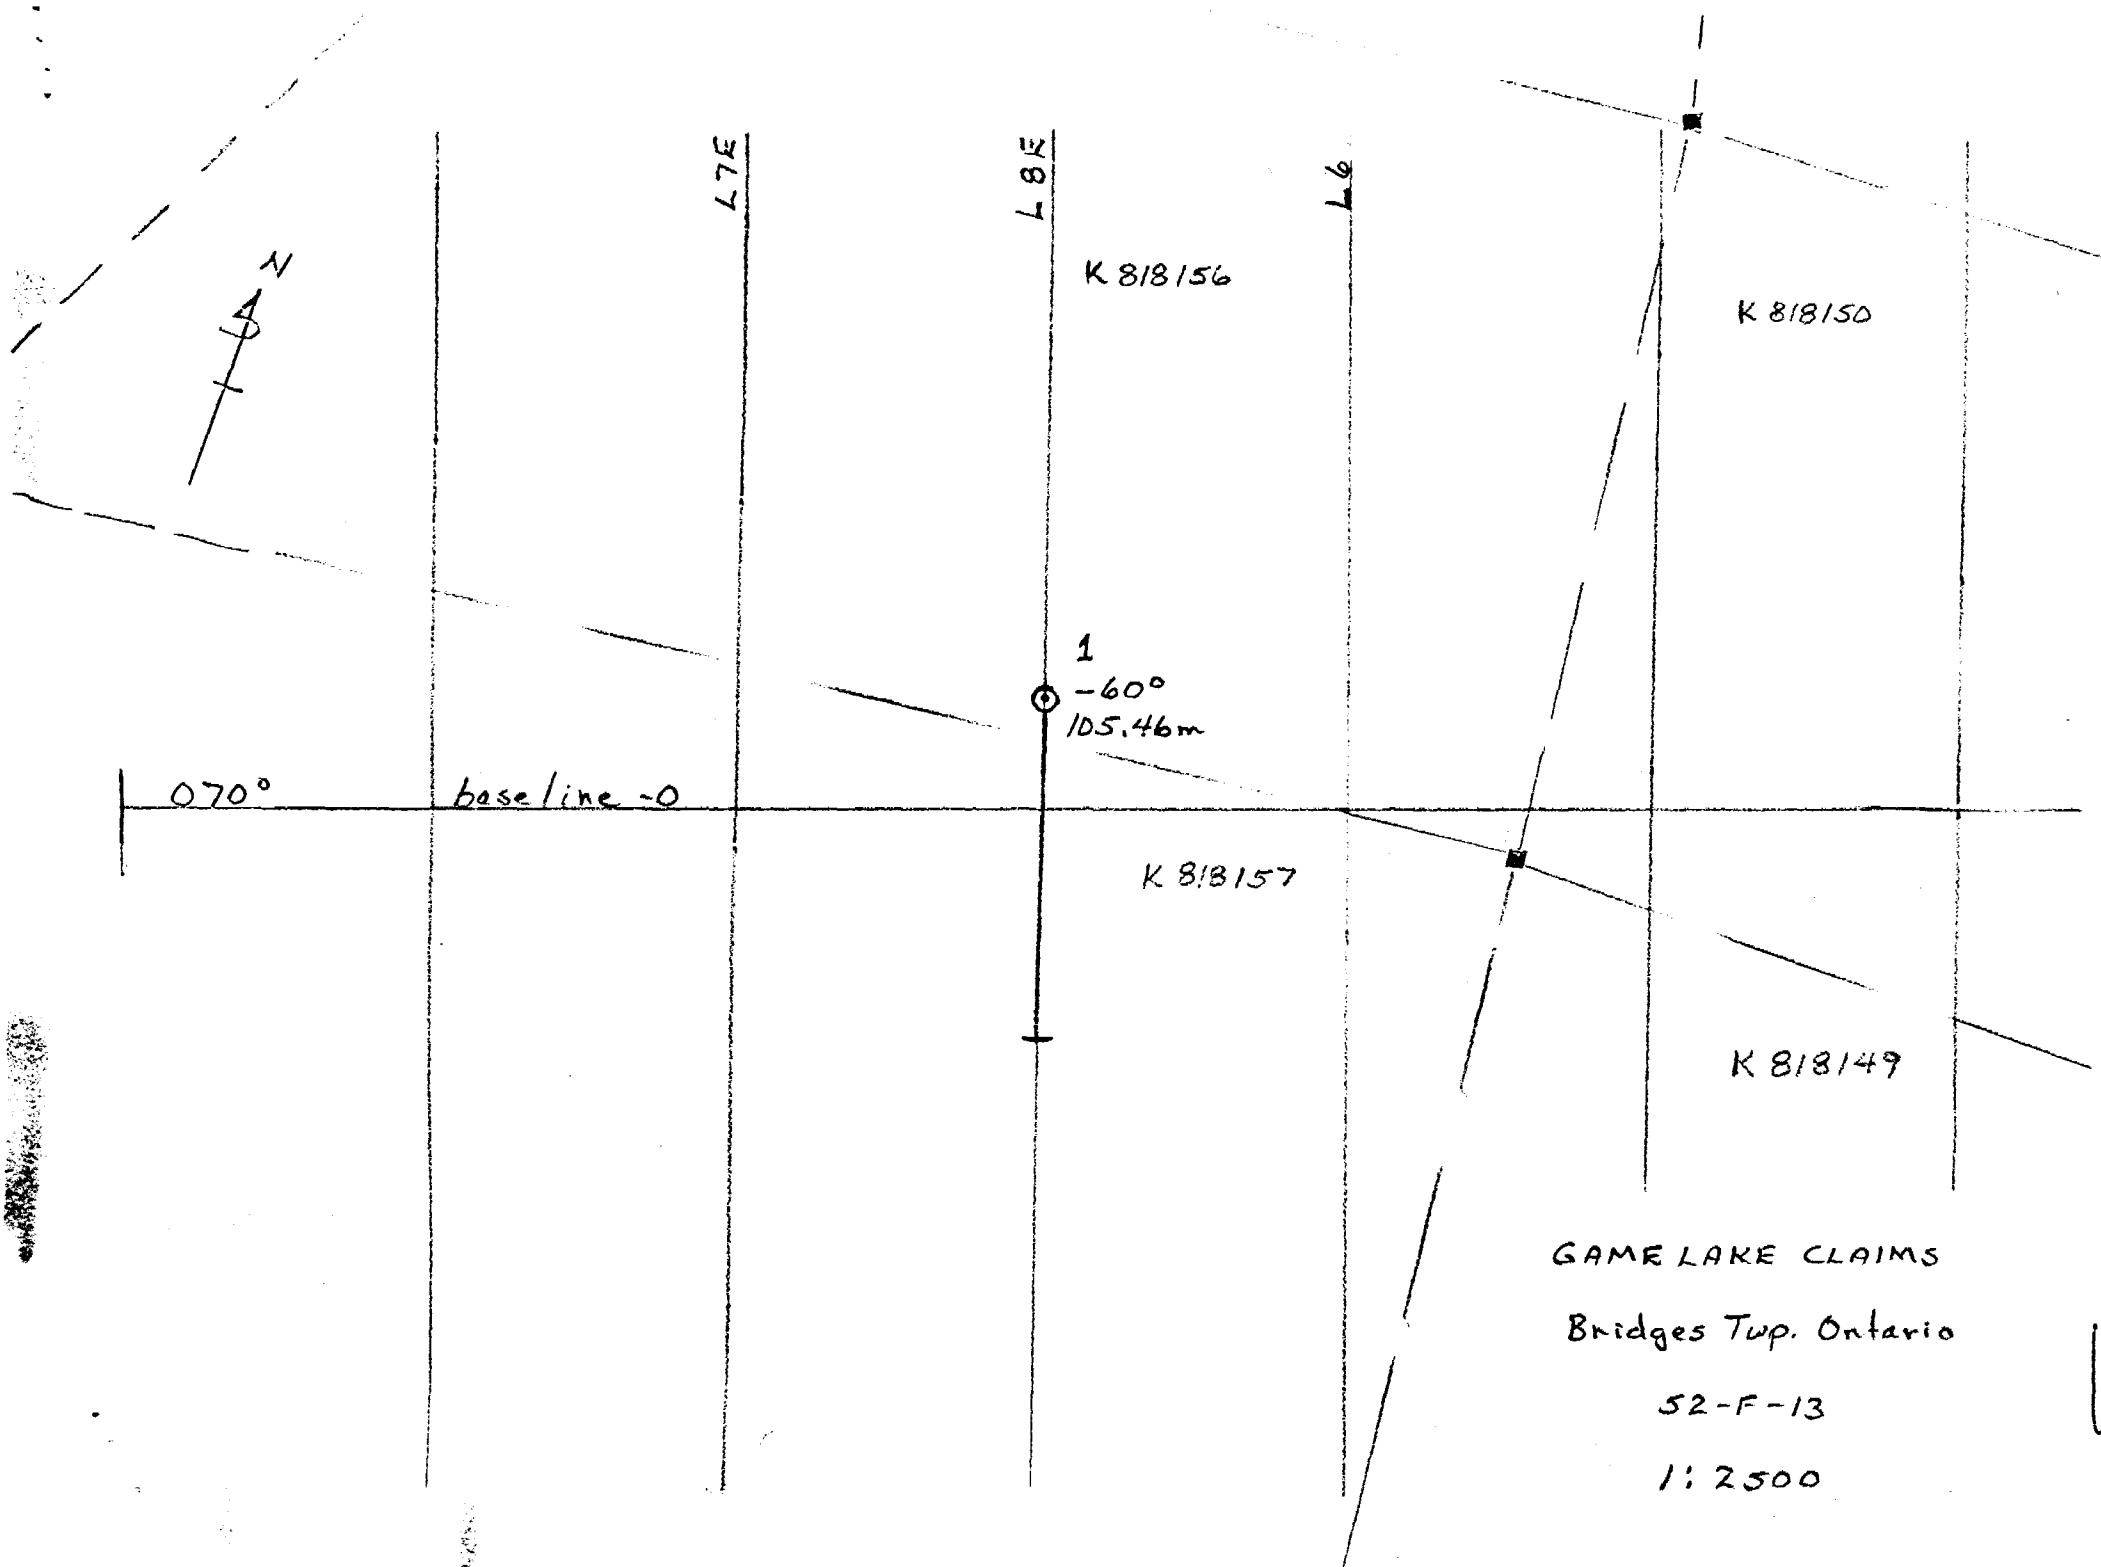 L7E
L 8E
L6
N
K 818156
K 818150
1
-60°
105.46m
070°
baseline -0
K 818157
K 818149
GAME LAKE CLAIMS
Bridges Twp. Ontario
52-F-13
1:2500